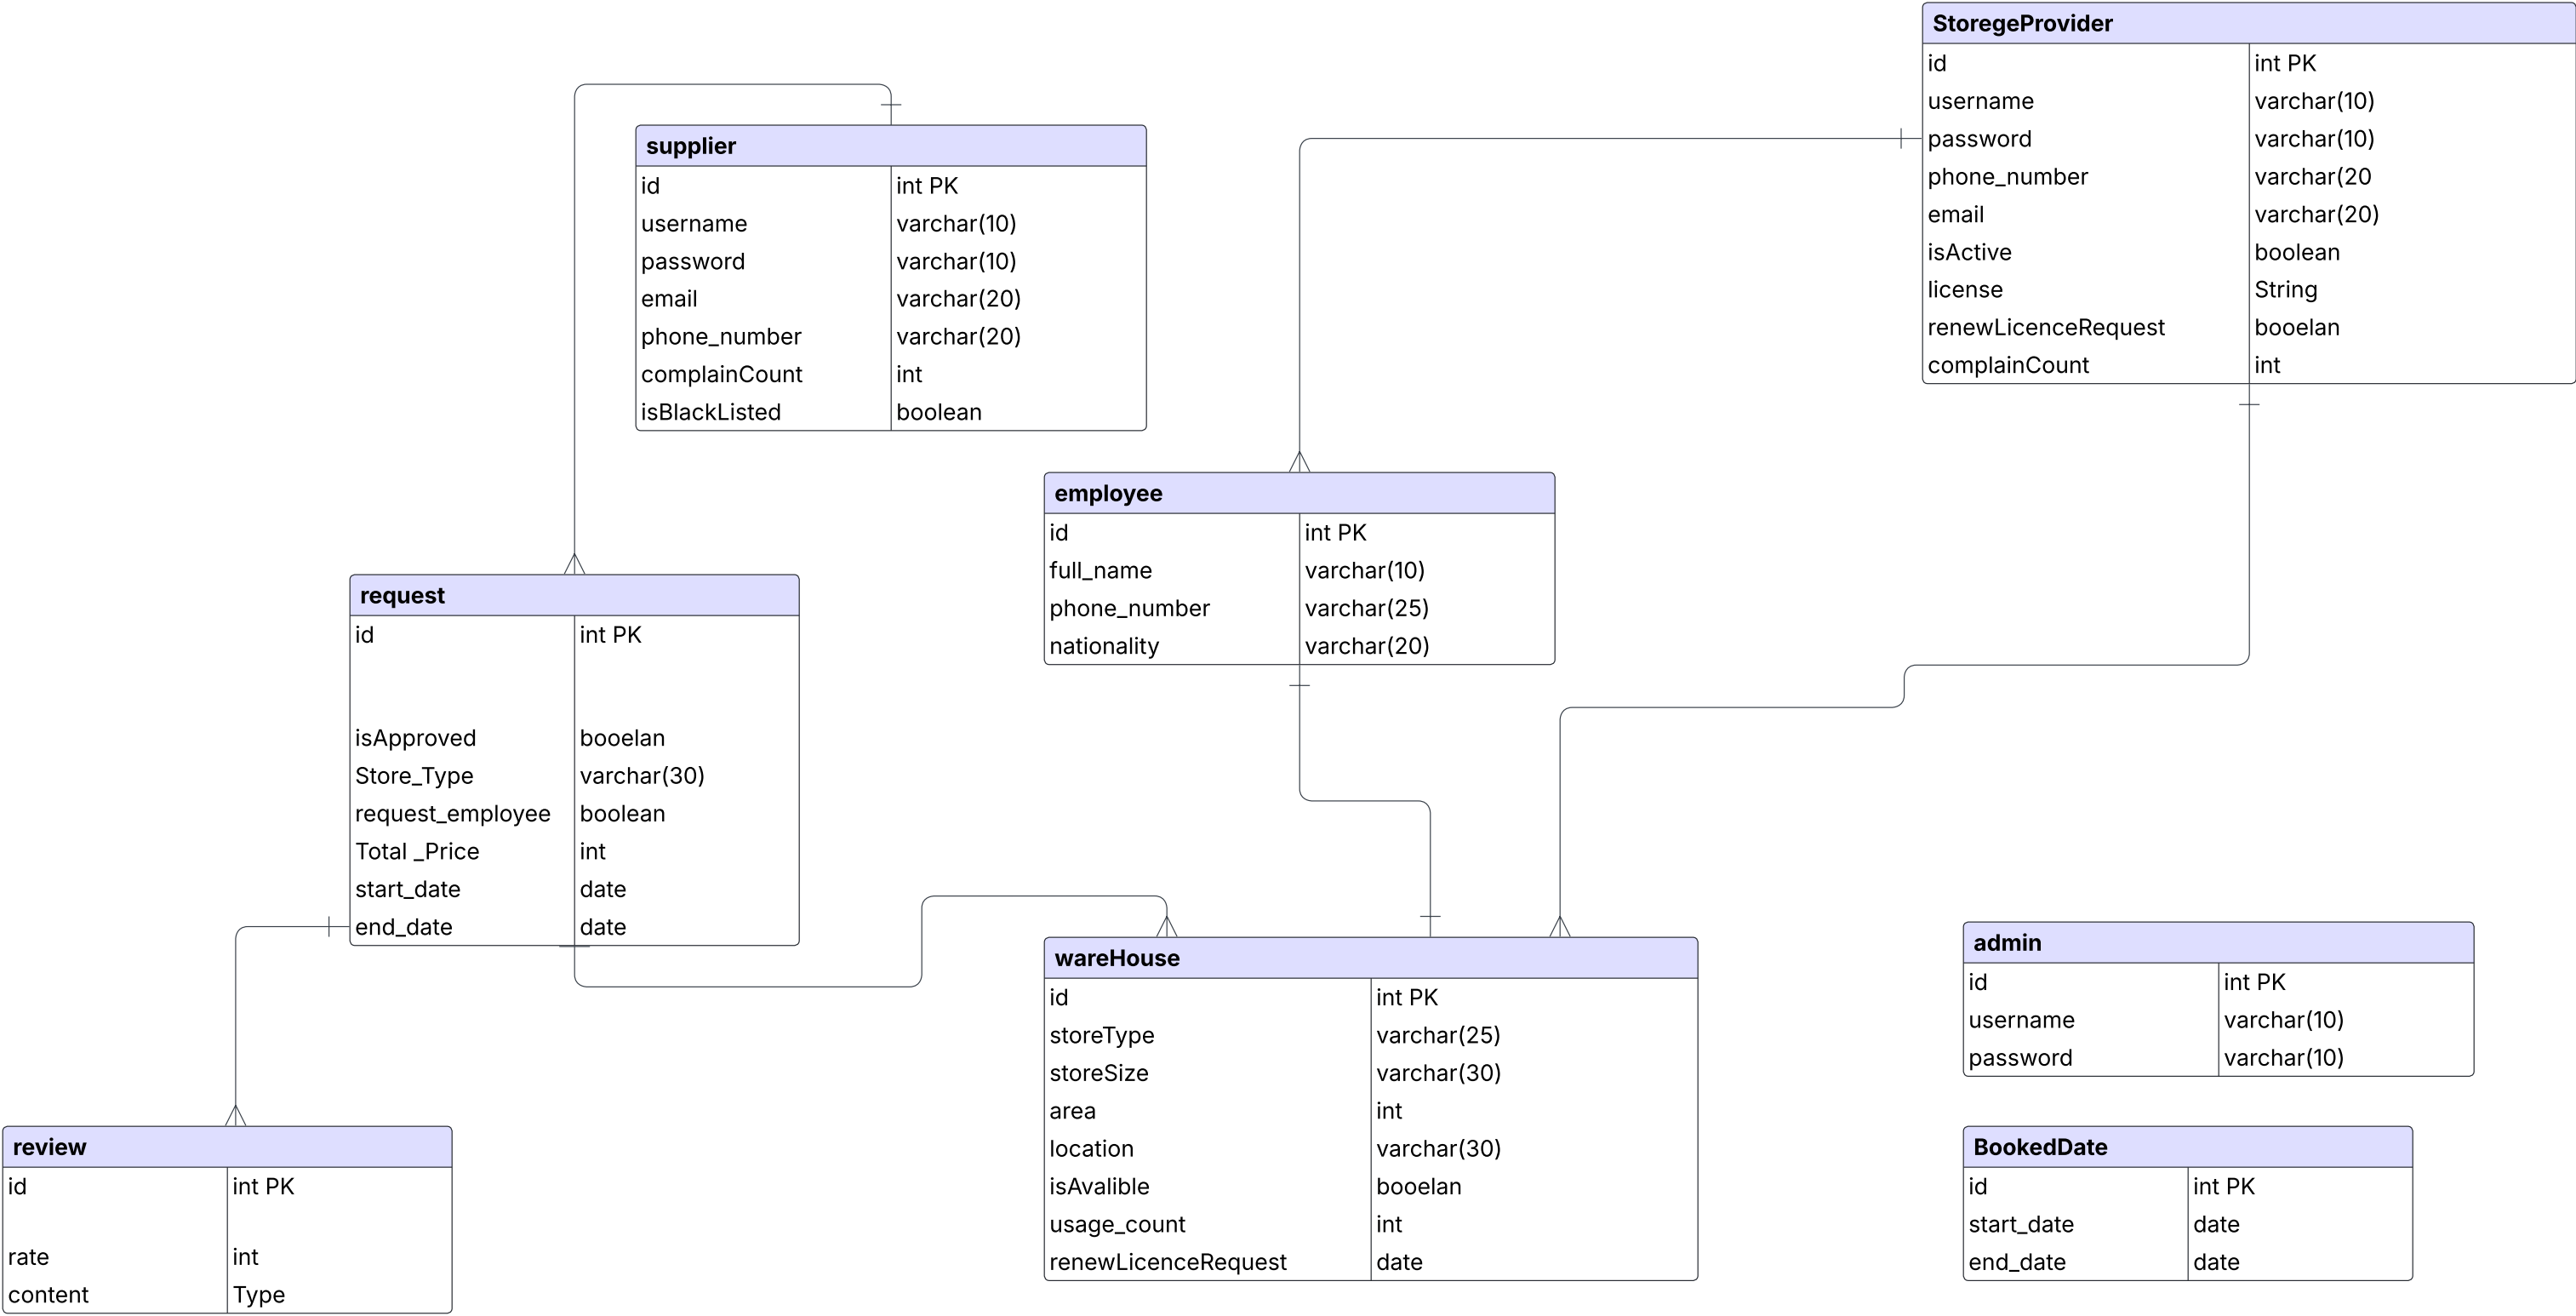 StoregeProvider
id int PK
username varchar(10)
password varchar(10)
phone_number varchar(20
email varchar(20)
isActive boolean
license String
renewLicenceRequest booelan
complainCount int
supplier
id int PK
username varchar(10)
password varchar(10)
email varchar(20)
phone_number varchar(20)
complainCount int
isBlackListed boolean
employee
id int PK
full_name varchar(10)
phone_number varchar(25)
nationality varchar(20)
request
id int PK
isApproved booelan
Store_Type varchar(30)
request_employee boolean
Total _Price int
start_date date
end_date date
wareHouse
id int PK
storeType varchar(25)
storeSize varchar(30)
area int
location varchar(30)
isAvalible booelan
usage_count int
renewLicenceRequest date
admin
id int PK
username varchar(10)
password varchar(10)
review
id int PK
rate int
content Type
BookedDate
id int PK
start_date date
end_date date